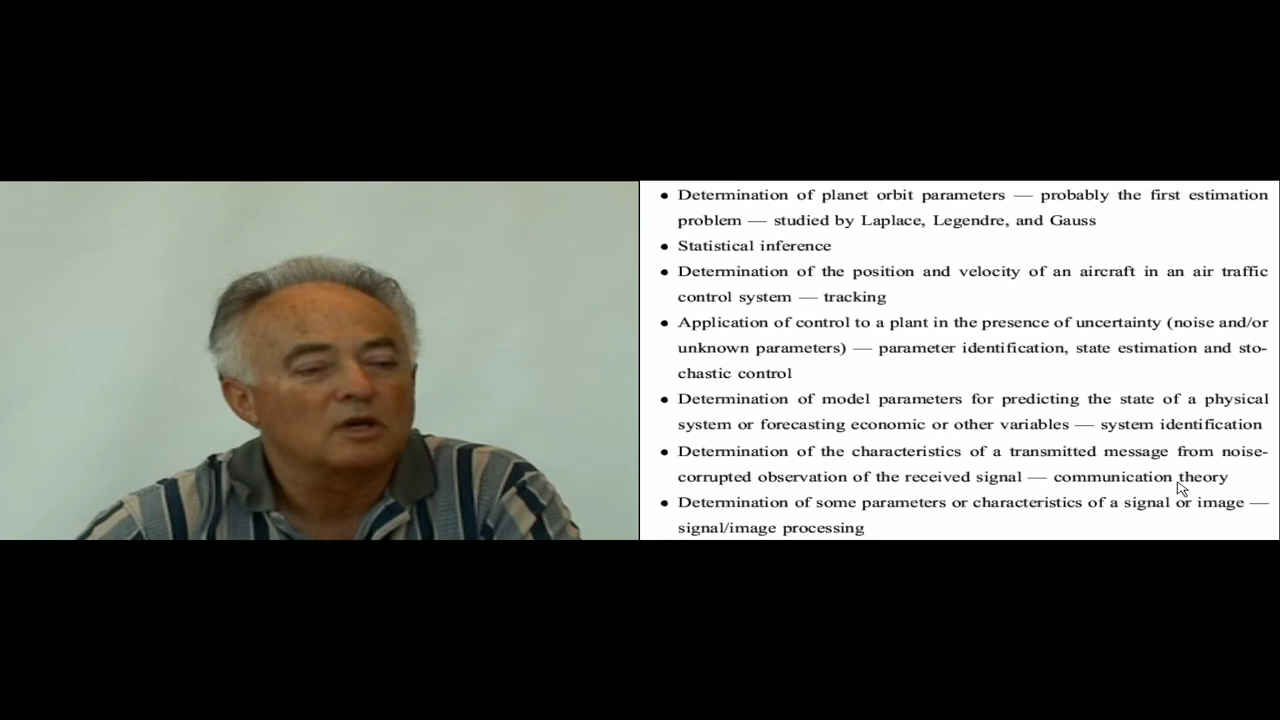 • Determination of planet orbit parameters — probably the first estimation
problem — studied by Laplace, Legendre, and Gauss
• Statistical inference
• Determination of the position and velocity of an aircraft in an air traffic
control system — tracking
• Application of control to a plant in the presence of uncertainty (noise and/or
unknown parameters) — parameter identification, state estimation and sto-
chastic control
• Determination of model parameters for predicting the state of a physical
system or forecasting economic or other variables — system identification
• Determination of the characteristics of a transmitted message from noise-
corrupted observation of the received signal — communication theory
• Determination of some parameters or characteristics of a signal or image —
signal/image processing